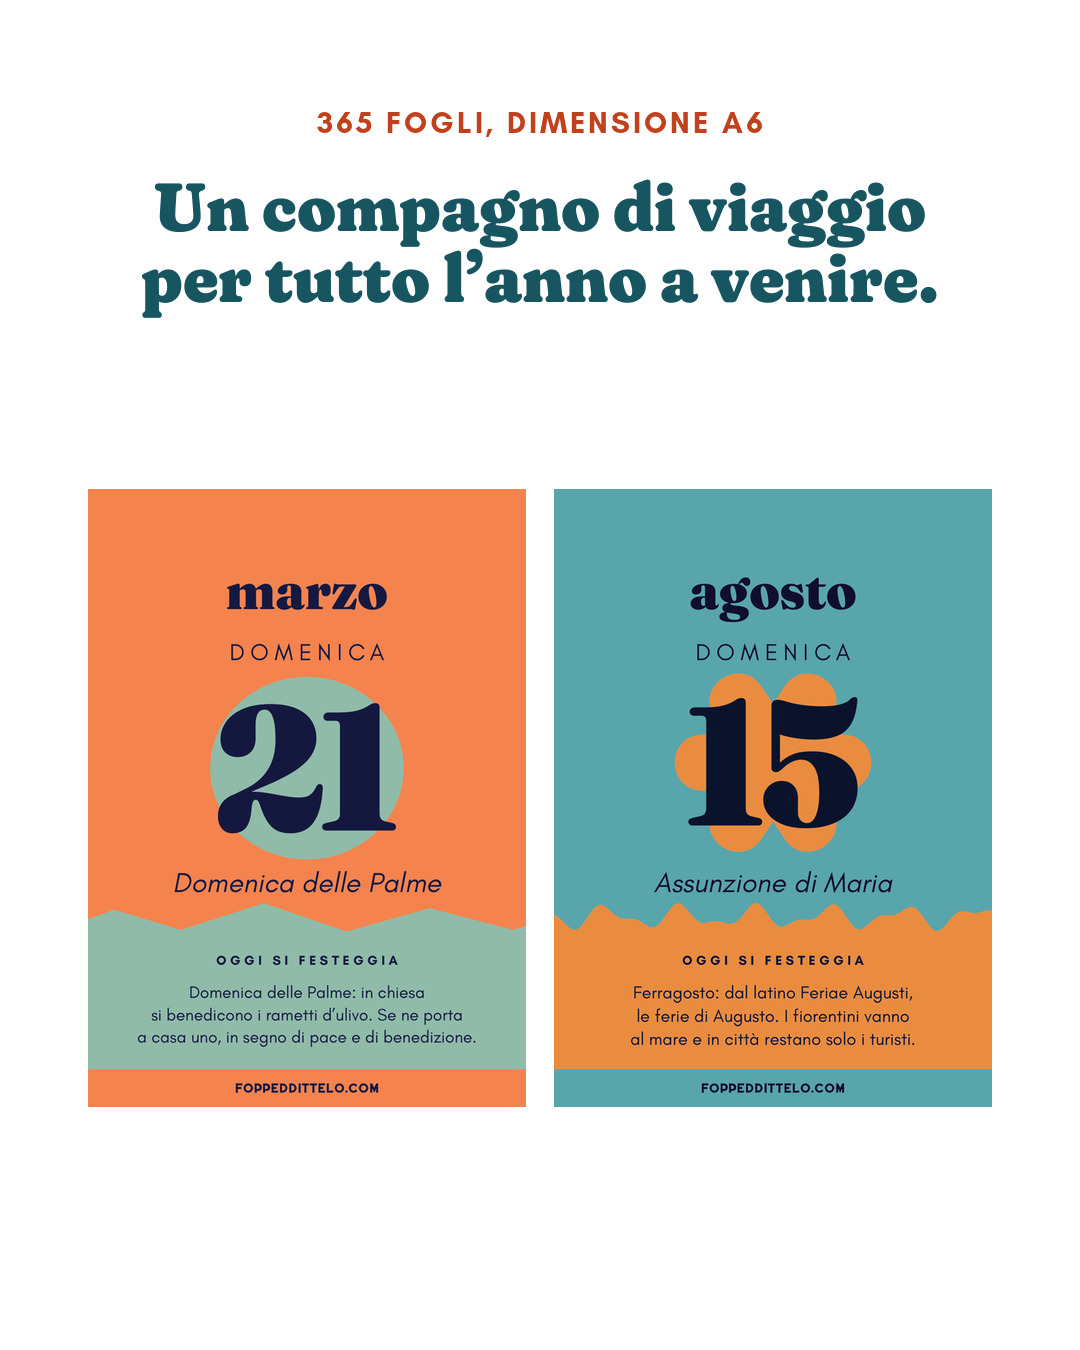 365 FOGLI, DIMENSIONE A6
Un compagno di viaggio
per tutto l’anno a venire.
marzo
DOMENICA
21
Domenica delle Palme
OGGI SI FESTEGGIA
Domenica delle Palme: in chiesa
si benedicono i rametti d’ulivo. Se ne porta
a casa uno, in segno di pace e di benedizione.
FOPPEDDITTELO.COM
agosto
DOMENICA
15
Assunzione di Maria
OGGI SI FESTEGGIA
Ferragosto: dal latino Feriae Augusti,
le ferie di Augusto. I fiorentini vanno
al mare e in città restano solo i turisti.
FOPPEDDITTELO.COM